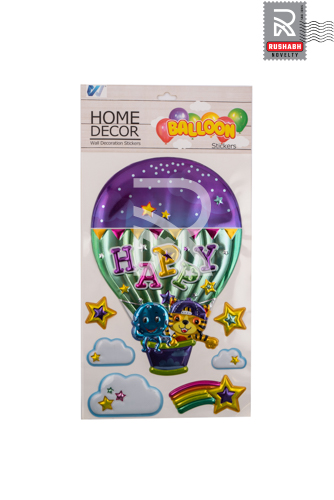 RUSHABH
NOVELTY
HOME
DECOR
Wall Decoration Stickers
BALLOON
Stickers
HAPPY